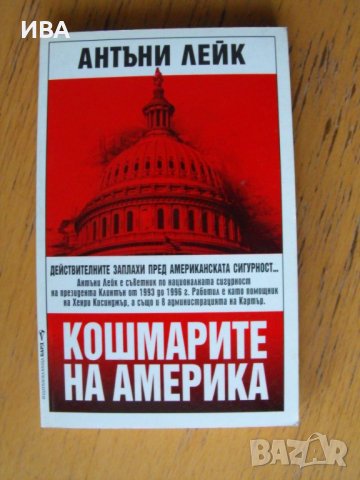 ИВА
АНТЪНИ ЛЕЙК
ДЕЙСТВИТЕЛНИТЕ ЗАПЛАХИ ПРЕД АМЕРИКАНСКАТА СИГУРНОСТ...
Антъни Лейк е съветник по националната сигурност
на президента Клинтън от 1993 до 1996 г. Работил е като помощник
на Хенри Кисинджър, а също и в администрацията на Картър.
КОШМАРИТЕ
НА АМЕРИКА
BAZAR